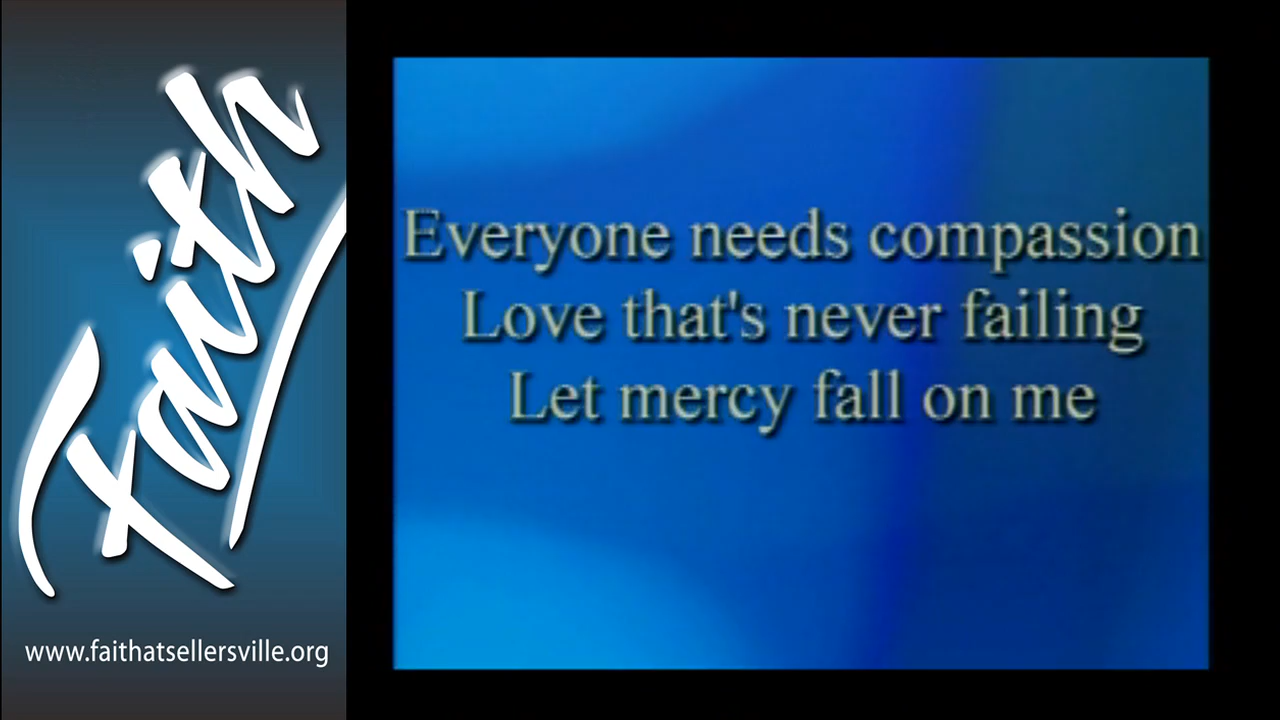 Faith
www.faithatsellersville.org
Everyone needs compassion
Love that's never failing
Let mercy fall on me